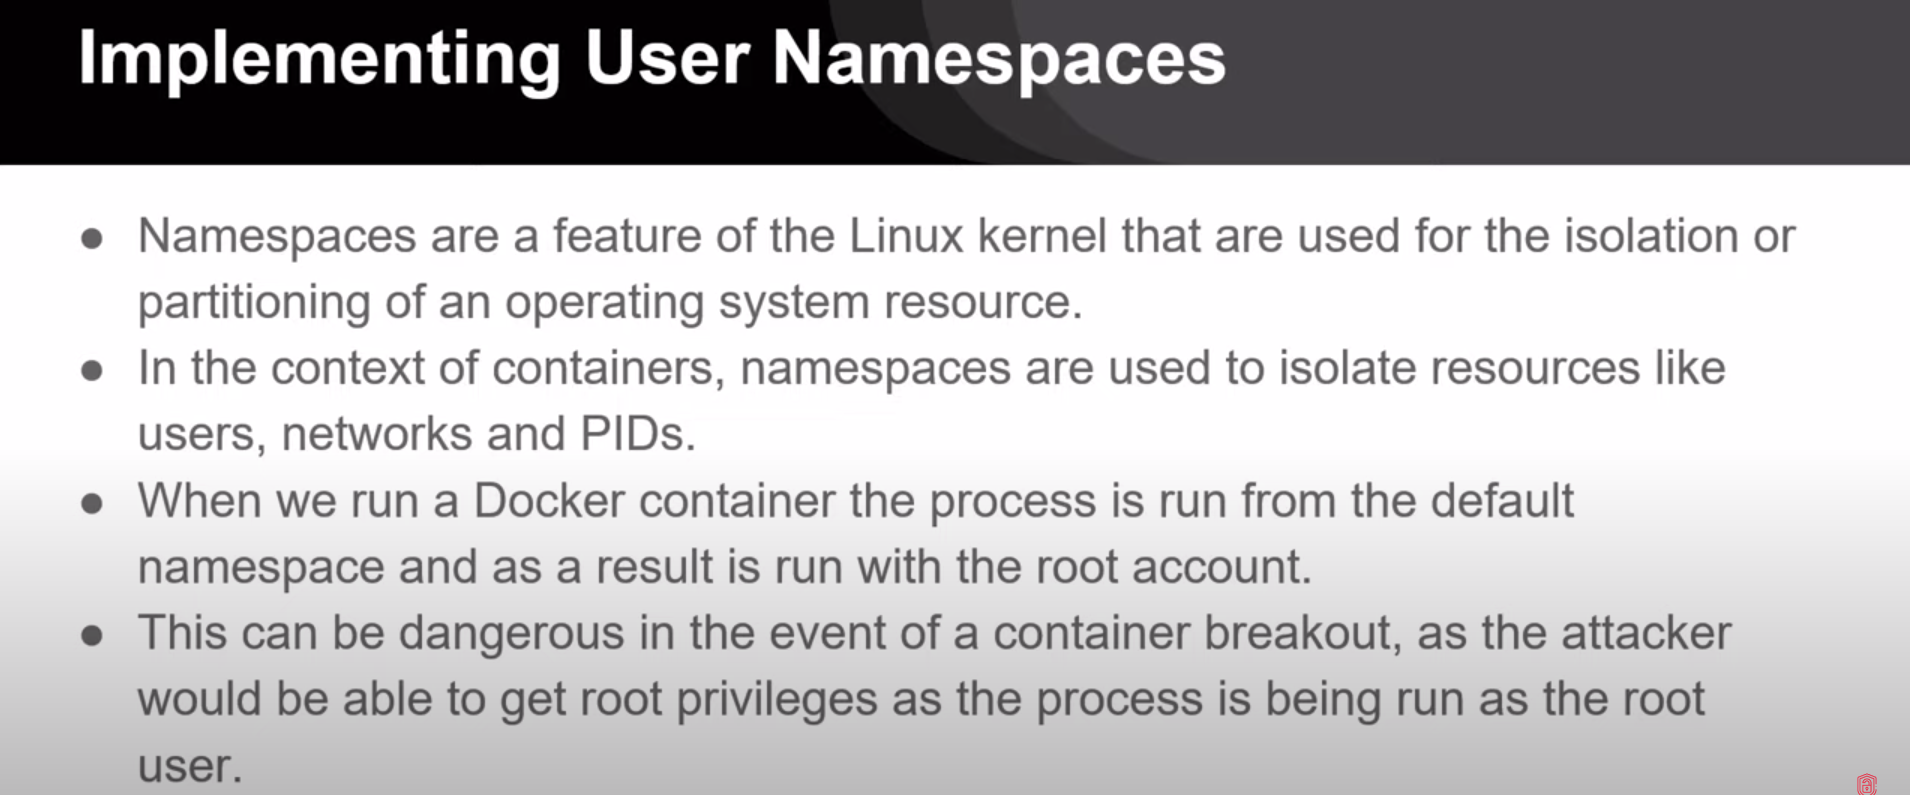 Implementing User Namespaces
● Namespaces are a feature of the Linux kernel that are used for the isolation or
partitioning of an operating system resource.
● In the context of containers, namespaces are used to isolate resources like
users, networks and PIDs.
● When we run a Docker container the process is run from the default
namespace and as a result is run with the root account.
● This can be dangerous in the event of a container breakout, as the attacker
would be able to get root privileges as the process is being run as the root
user.